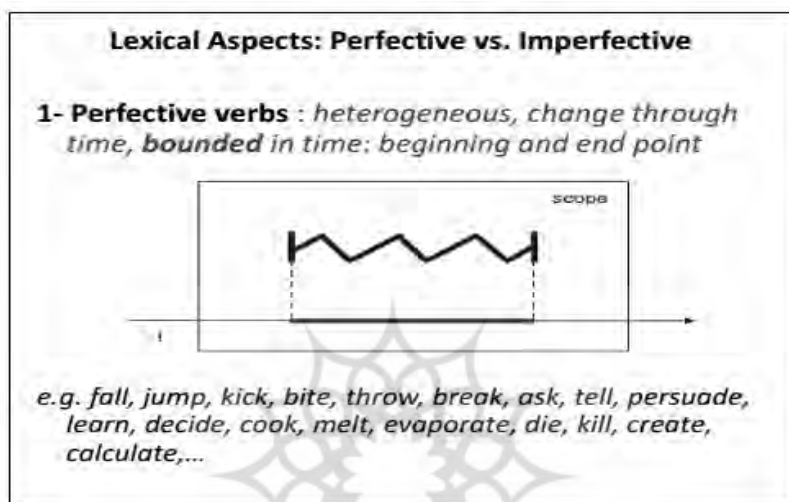 Lexical Aspects: Perfective vs. Imperfective
1- Perfective verbs : heterogeneous, change through
time, bounded in time: beginning and end point
scope
t
e.g. fall, jump, kick, bite, throw, break, ask, tell, persuade,
learn, decide, cook, melt, evaporate, die, kill, create,
calculate,...